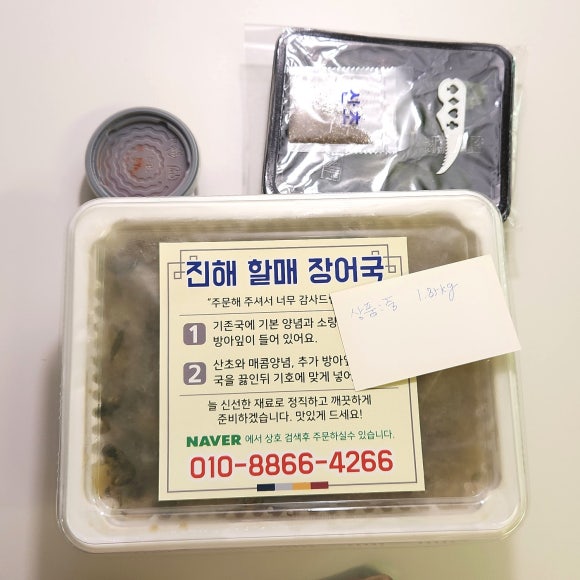 산초
진해 할매 장어국
"주문해 주셔서 너무 감사드
1 기존국에 기본 양념과 소량
방아잎이 들어 있어요.
2 산초와 매콤양념, 추가 방아
국을 끓인뒤 기호에 맞게 넣어
늘 신선한 재료로 정직하고 깨끗하게
준비하겠습니다. 맛있게 드세요!
NAVER 에서 상호 검색후 주문하실수 있습니다.
010-8866-4266
상품:국 1.8kg